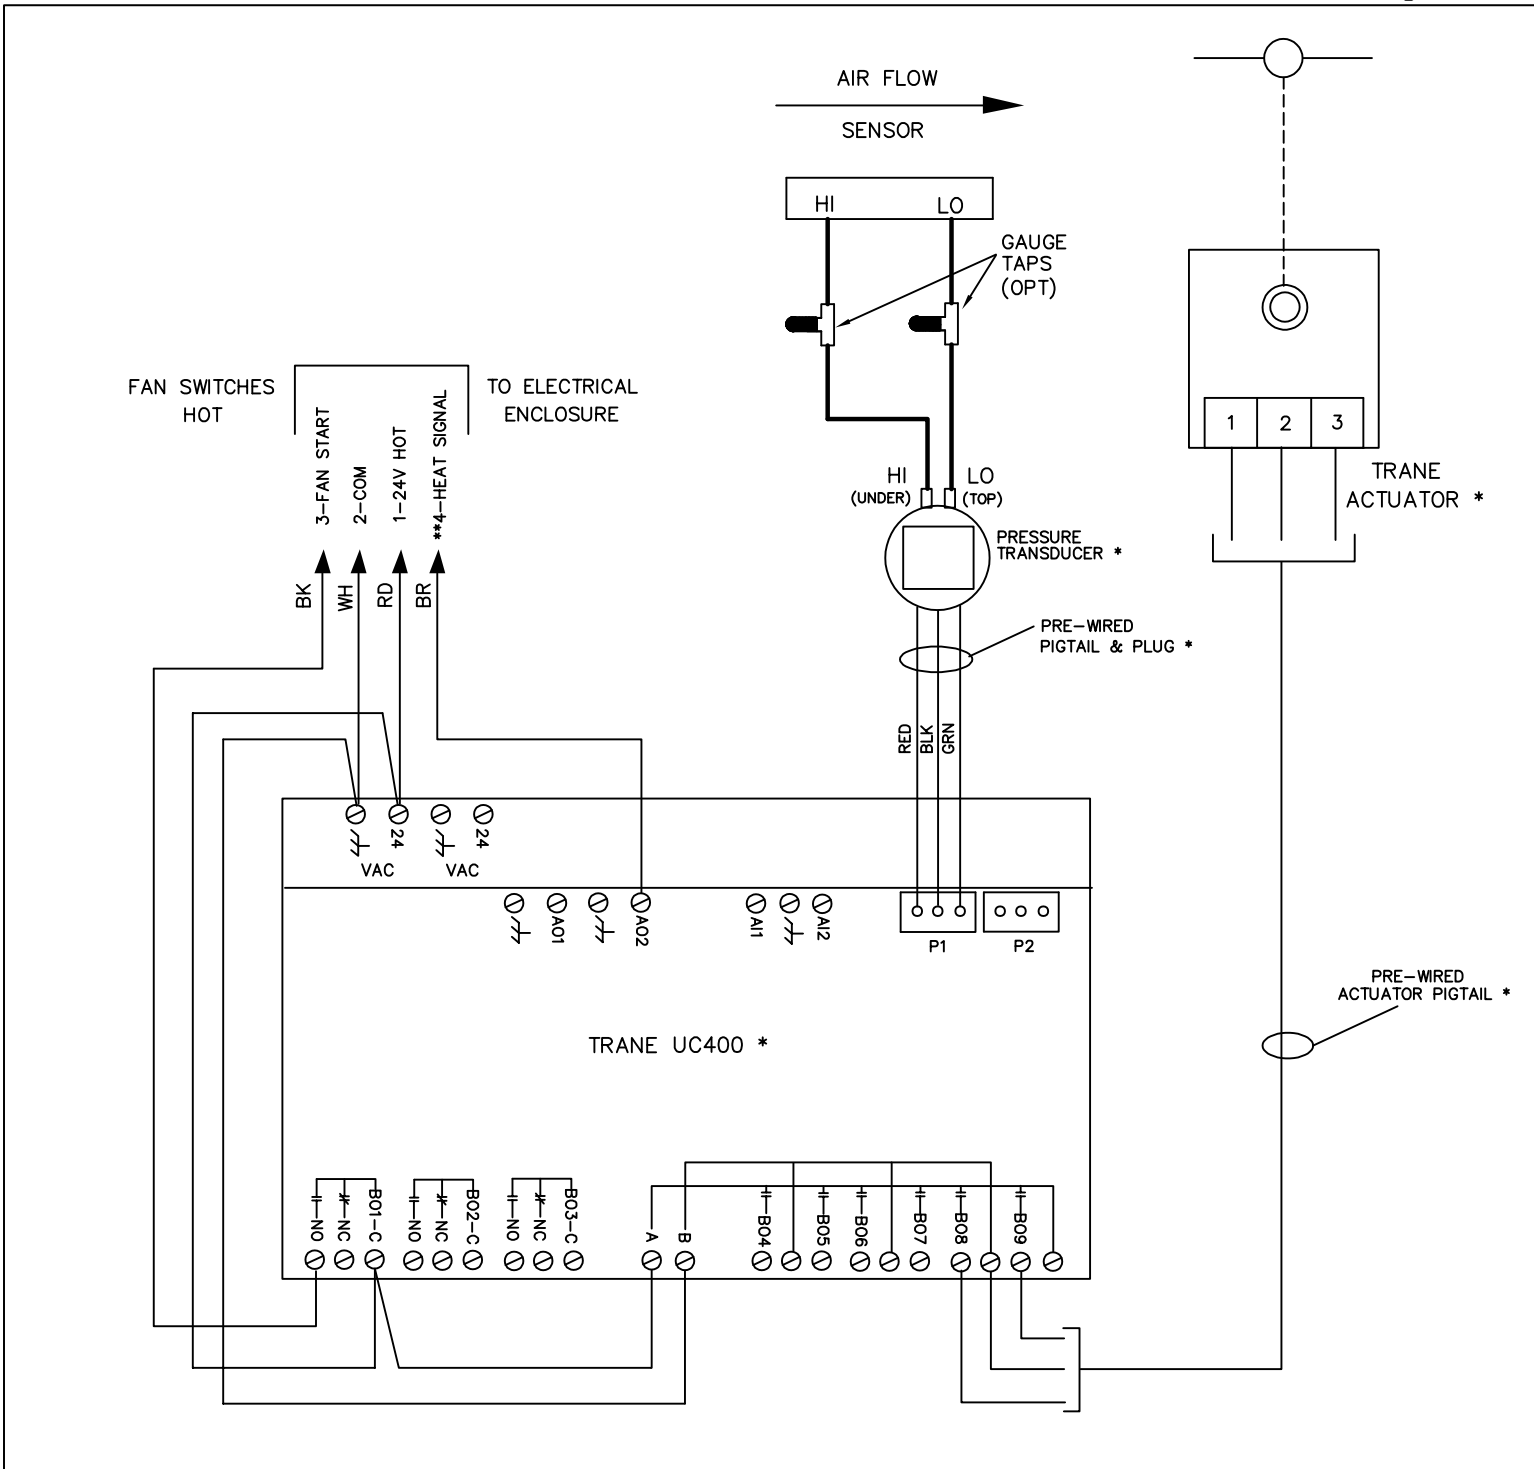 AIR FLOW
SENSOR
HI
LO
GAUGE
TAPS
(OPT)
FAN SWITCHES
HOT
TO ELECTRICAL
ENCLOSURE
3-FAN START
2-COM
1-24V HOT
**4-HEAT SIGNAL
BK
WH
RD
BR
HI
(UNDER)
LO
(TOP)
PRESSURE
TRANSDUCER *
PRE-WIRED
PIGTAIL & PLUG *
RED
BLK
GRN
1
2
3
TRANE
ACTUATOR *
24
24
VAC
VAC
AO1
AO2
AI1
AI2
P1
P2
PRE-WIRED
ACTUATOR PIGTAIL *
TRANE UC400 *
NO
NC
BO1-C
NO
NC
BO2-C
NO
NC
BO3-C
A
B
BO4
BO5
BO6
BO7
BO8
BO9